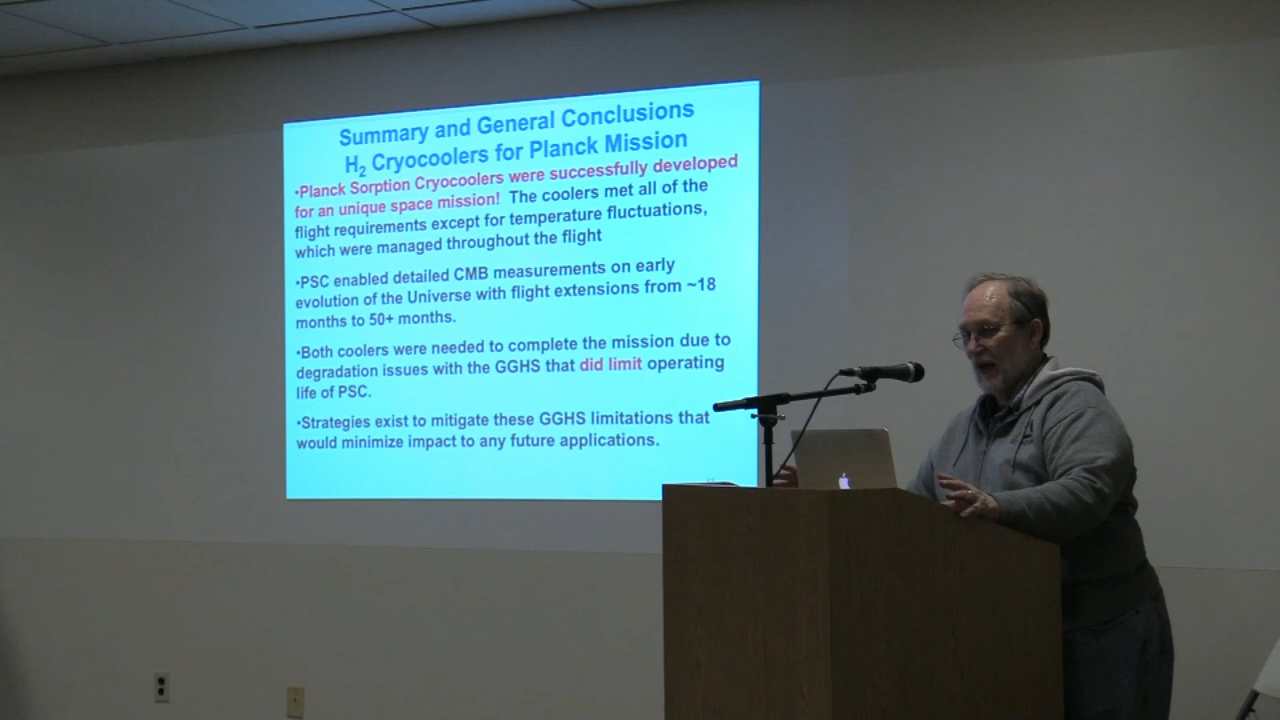 Summary and General Conclusions
H₂ Cryocoolers for Planck Mission
•Planck Sorption Cryocoolers were successfully developed
for an unique space mission! The coolers met all of the
flight requirements except for temperature fluctuations,
which were managed throughout the flight
•PSC enabled detailed CMB measurements on early
evolution of the Universe with flight extensions from ~18
months to 50+ months.
•Both coolers were needed to complete the mission due to
degradation issues with the GGHS that did limit operating
life of PSC.
•Strategies exist to mitigate these GGHS limitations that
would minimize impact to any future applications.